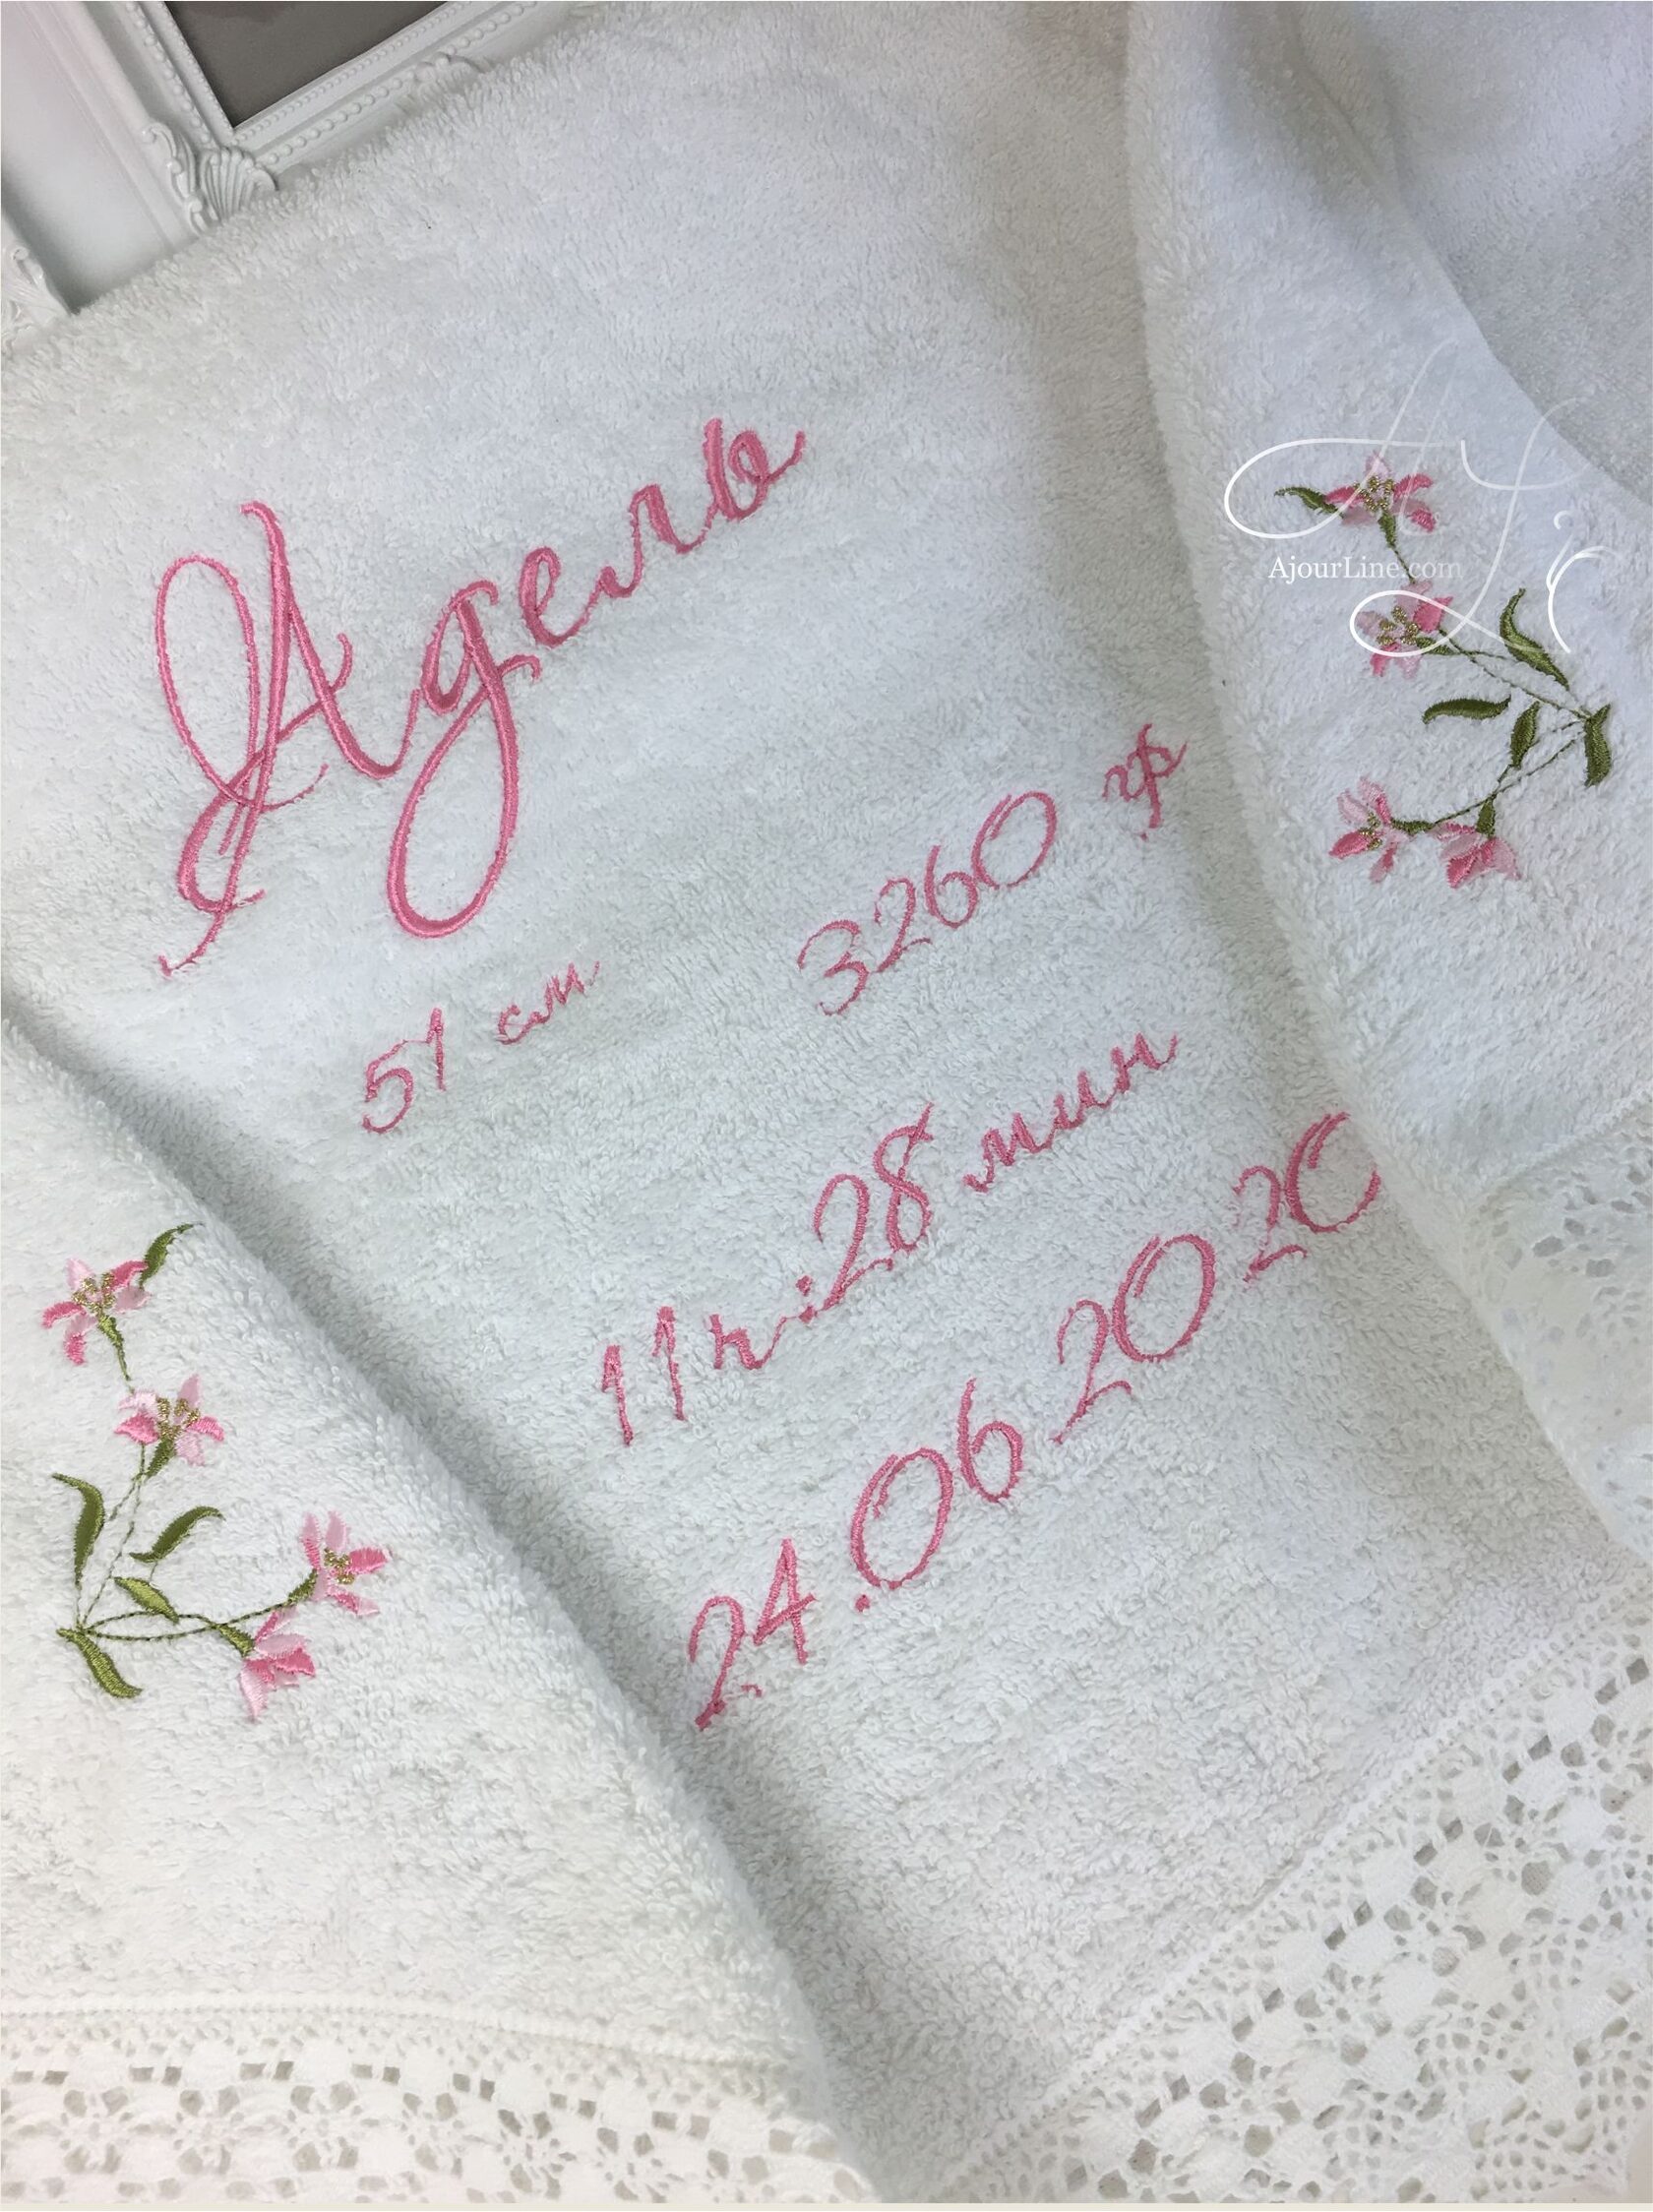 Адель
51 см 3260 гр
11ч:28 мин
24.06 2020
AjourLine.com